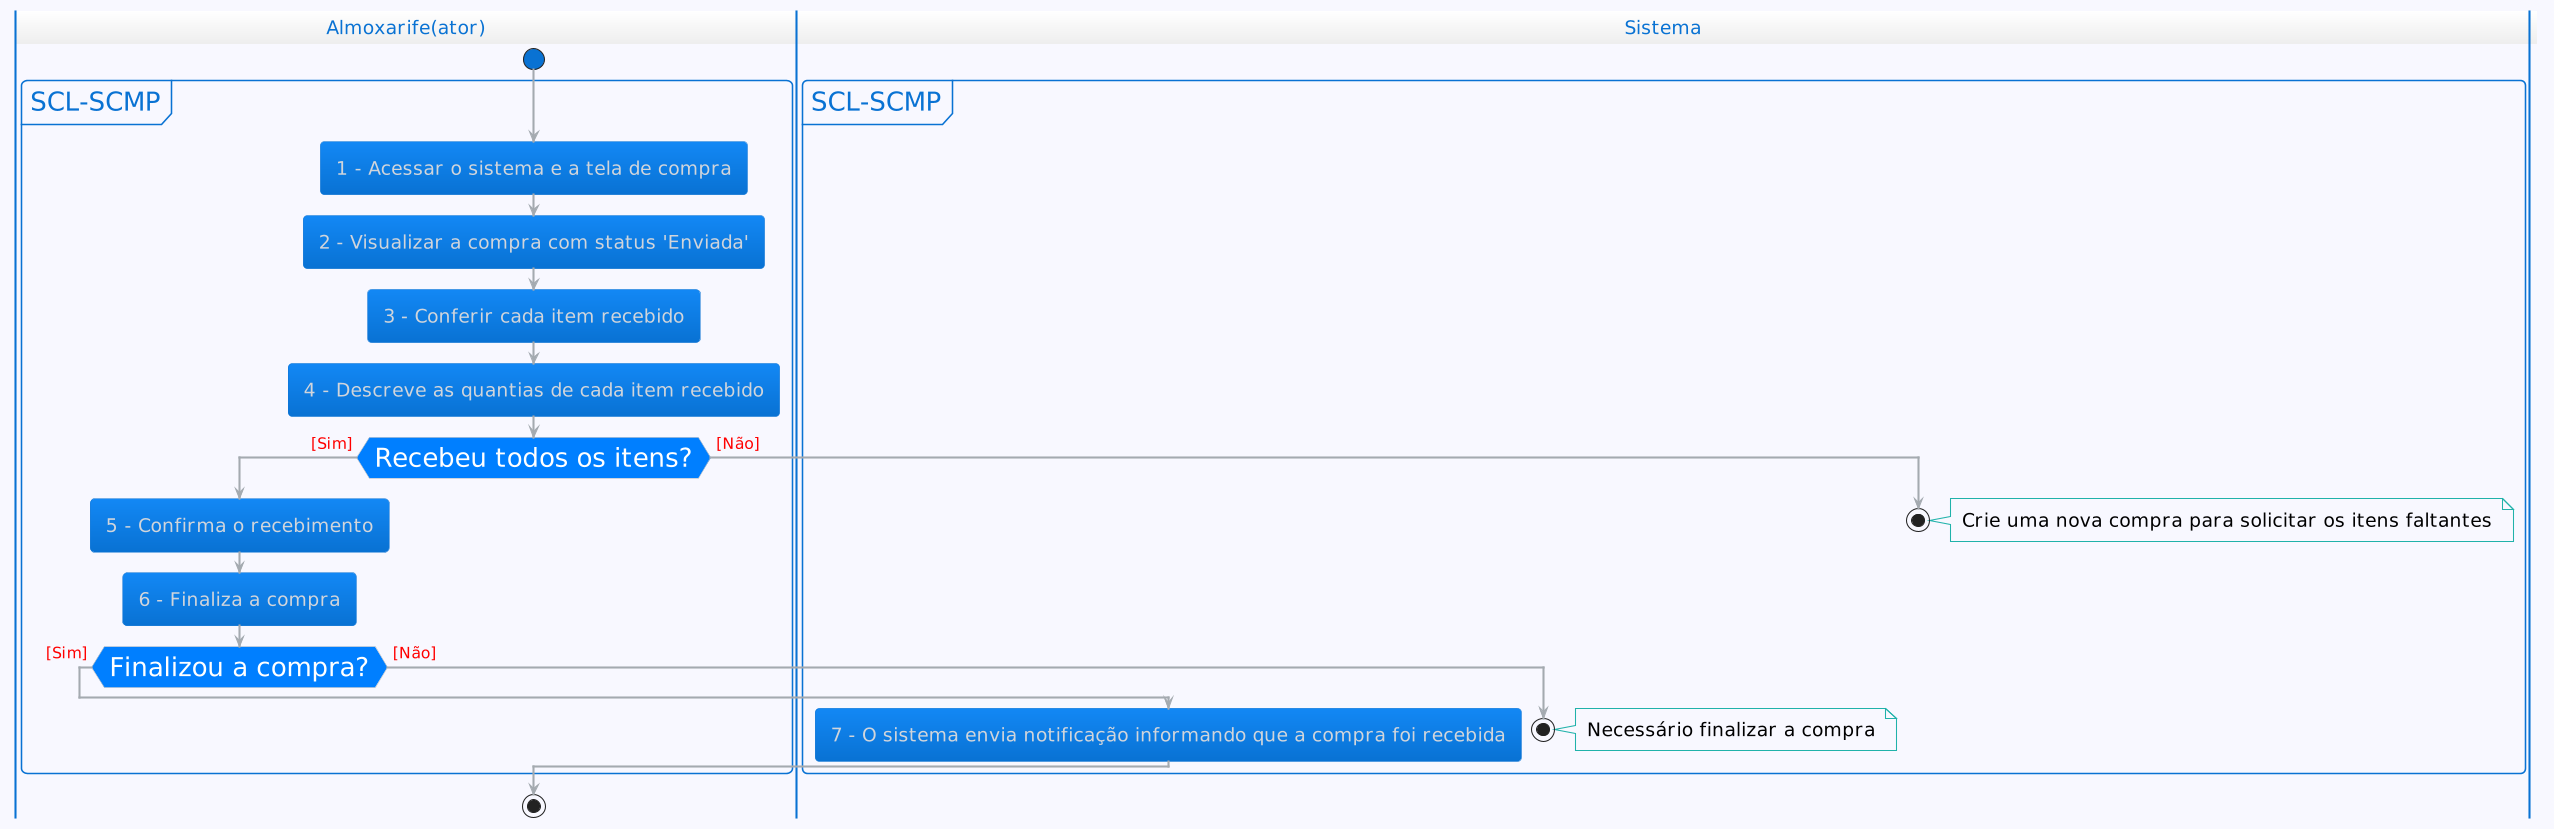 Almoxarife(ator)
Sistema
SCL-SCMP
SCL-SCMP
1 - Acessar o sistema e a tela de compra
2 - Visualizar a compra com status 'Enviada'
3 - Conferir cada item recebido
4 - Descreve as quantias de cada item recebido
[Sim]
Recebeu todos os itens?
[Não]
5 - Confirma o recebimento
Crie uma nova compra para solicitar os itens faltantes
6 - Finaliza a compra
[Sim]
Finalizou a compra?
[Não]
7 - O sistema envia notificação informando que a compra foi recebida
Necessário finalizar a compra